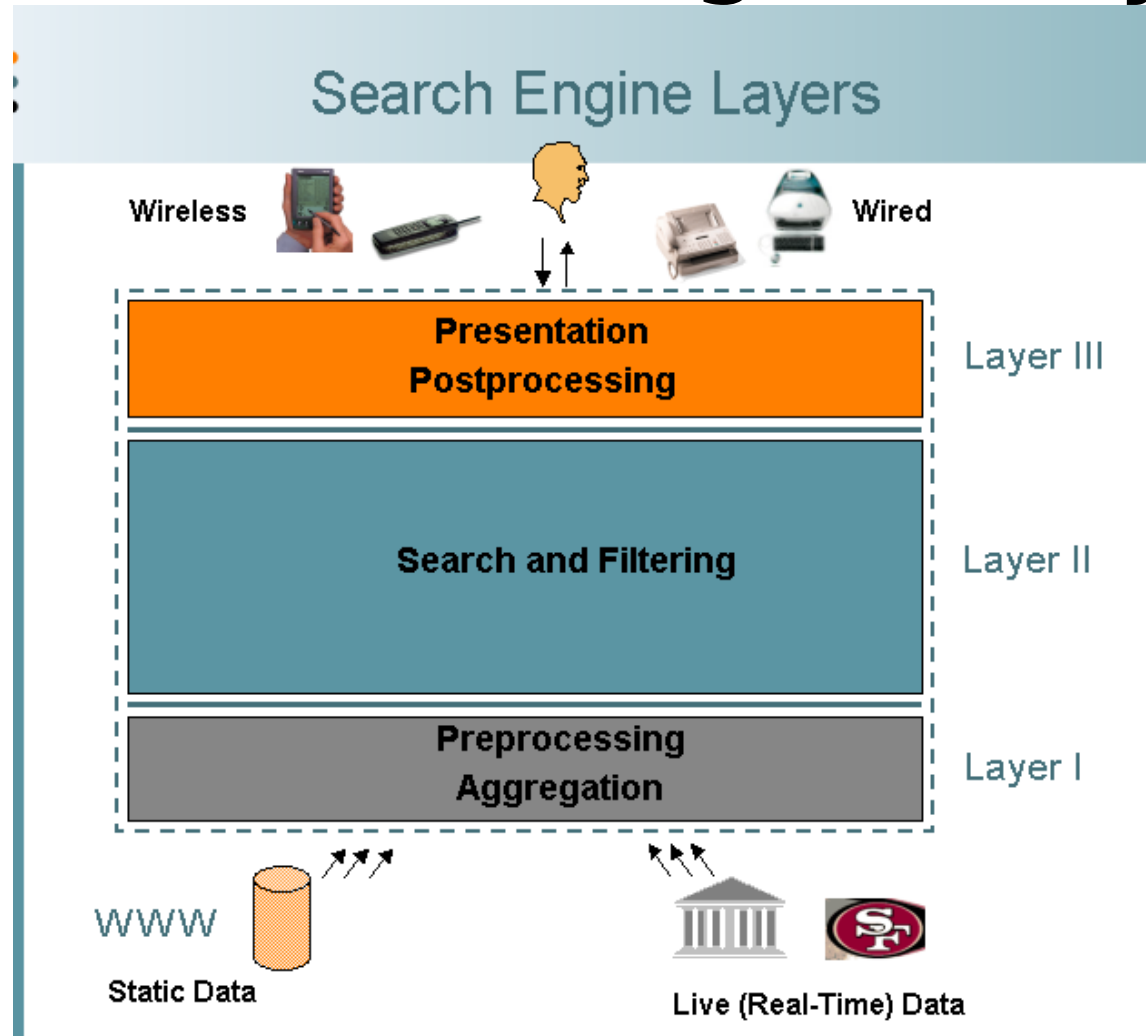 Search Engine Layers
Wireless
Wired
Presentation
Postprocessing
Layer III
Search and Filtering
Layer II
Preprocessing
Aggregation
Layer I
WWW
SF
Static Data
Live (Real-Time) Data